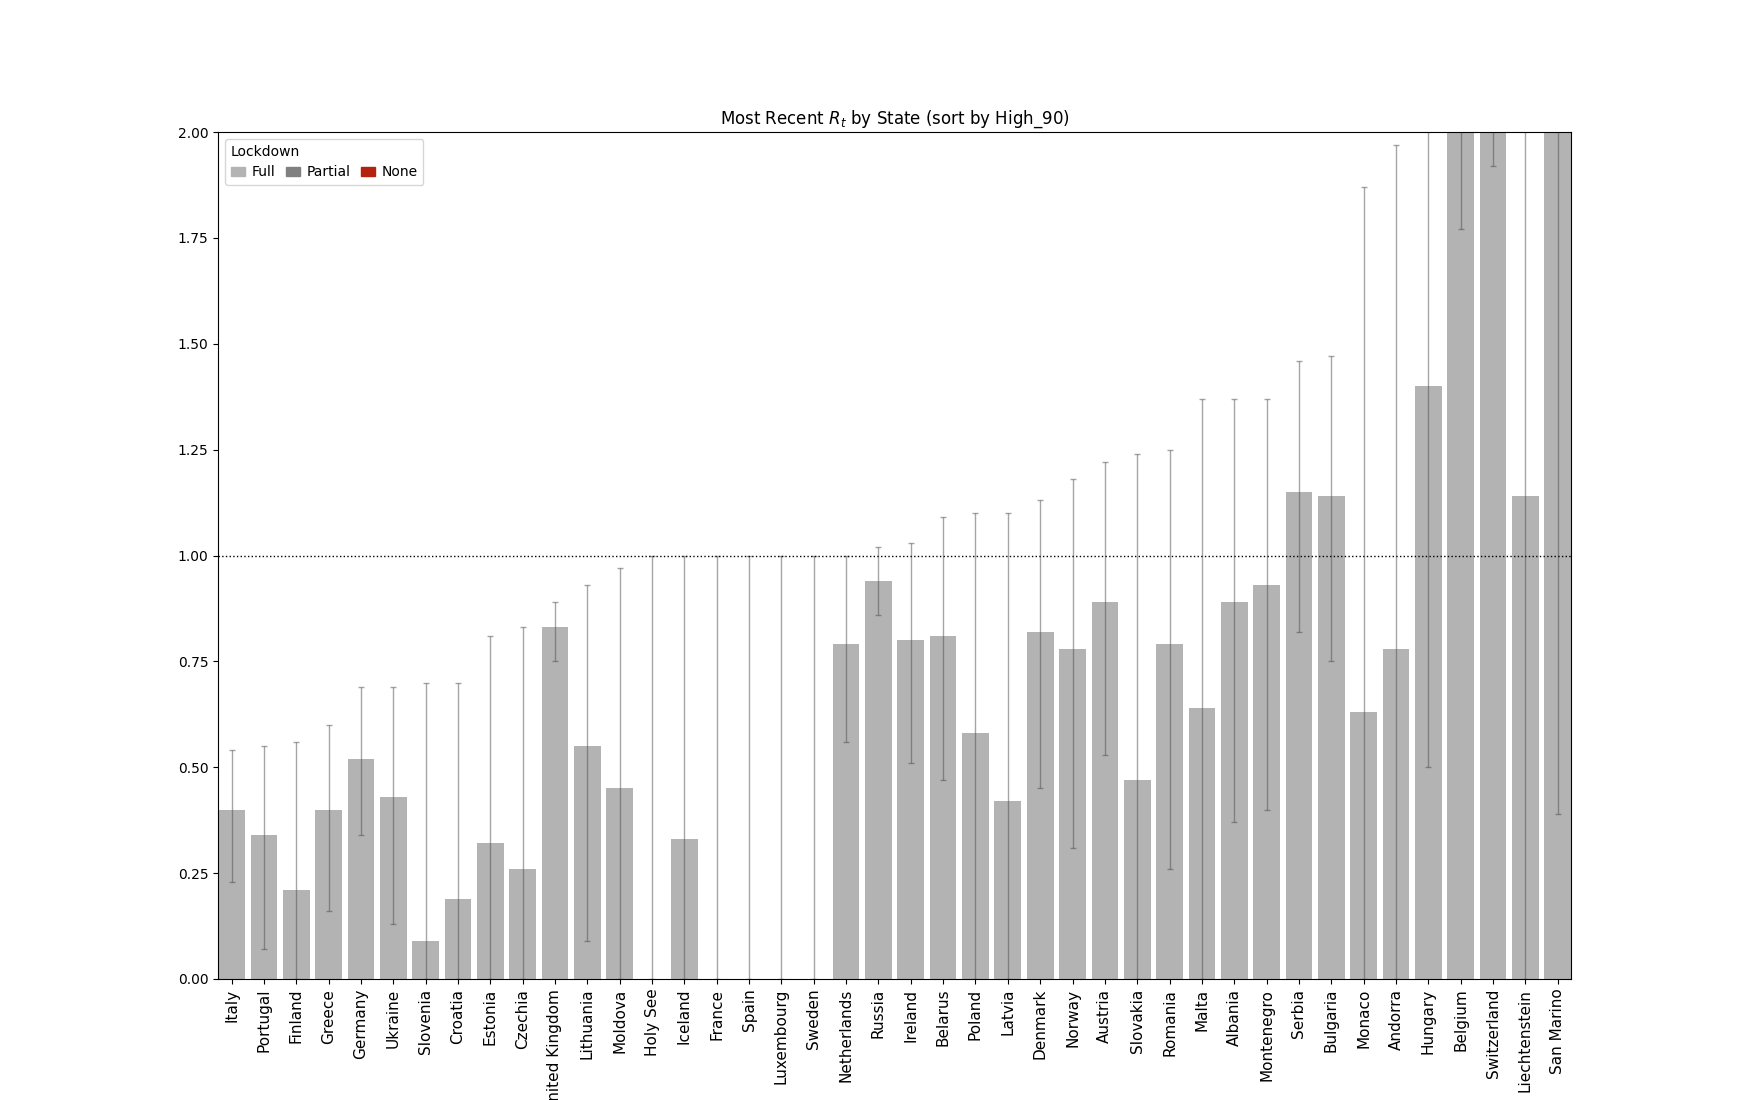 Most Recent R_t by State (sort by High_90)
Lockdown
Full Partial None
2.00
1.75
1.50
1.25
1.00
0.75
0.50
0.25
0.00
Italy
Portugal
Finland
Greece
Germany
Ukraine
Slovenia
Croatia
Estonia
Czechia
nited Kingdom
Lithuania
Moldova
Holy See
Iceland
France
Spain
Luxembourg
Sweden
Netherlands
Russia
Ireland
Belarus
Poland
Latvia
Denmark
Norway
Austria
Slovakia
Romania
Malta
Albania
Montenegro
Serbia
Bulgaria
Monaco
Andorra
Hungary
Belgium
Switzerland
Liechtenstein
San Marino